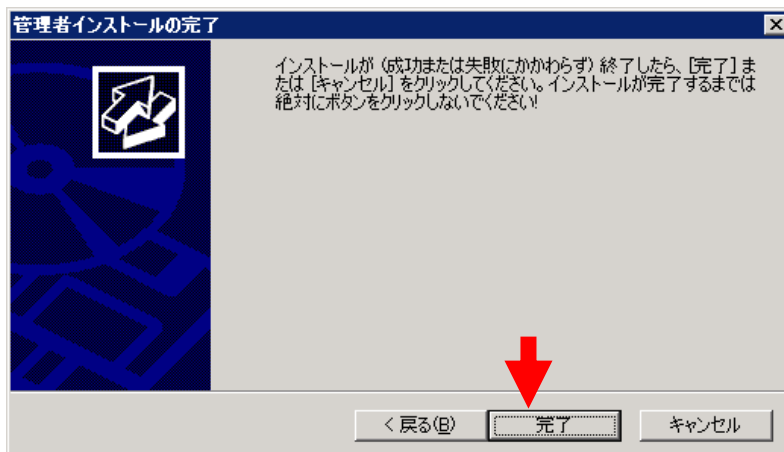 管理者インストールの完了
インストールが (成功または失敗にかかわらず) 終了したら、[完了] ま
たは [キャンセル] をクリックしてください。インストールが完了するまでは
絶対にボタンをクリックしないでください!
< 戻る(B) 完了 キャンセル